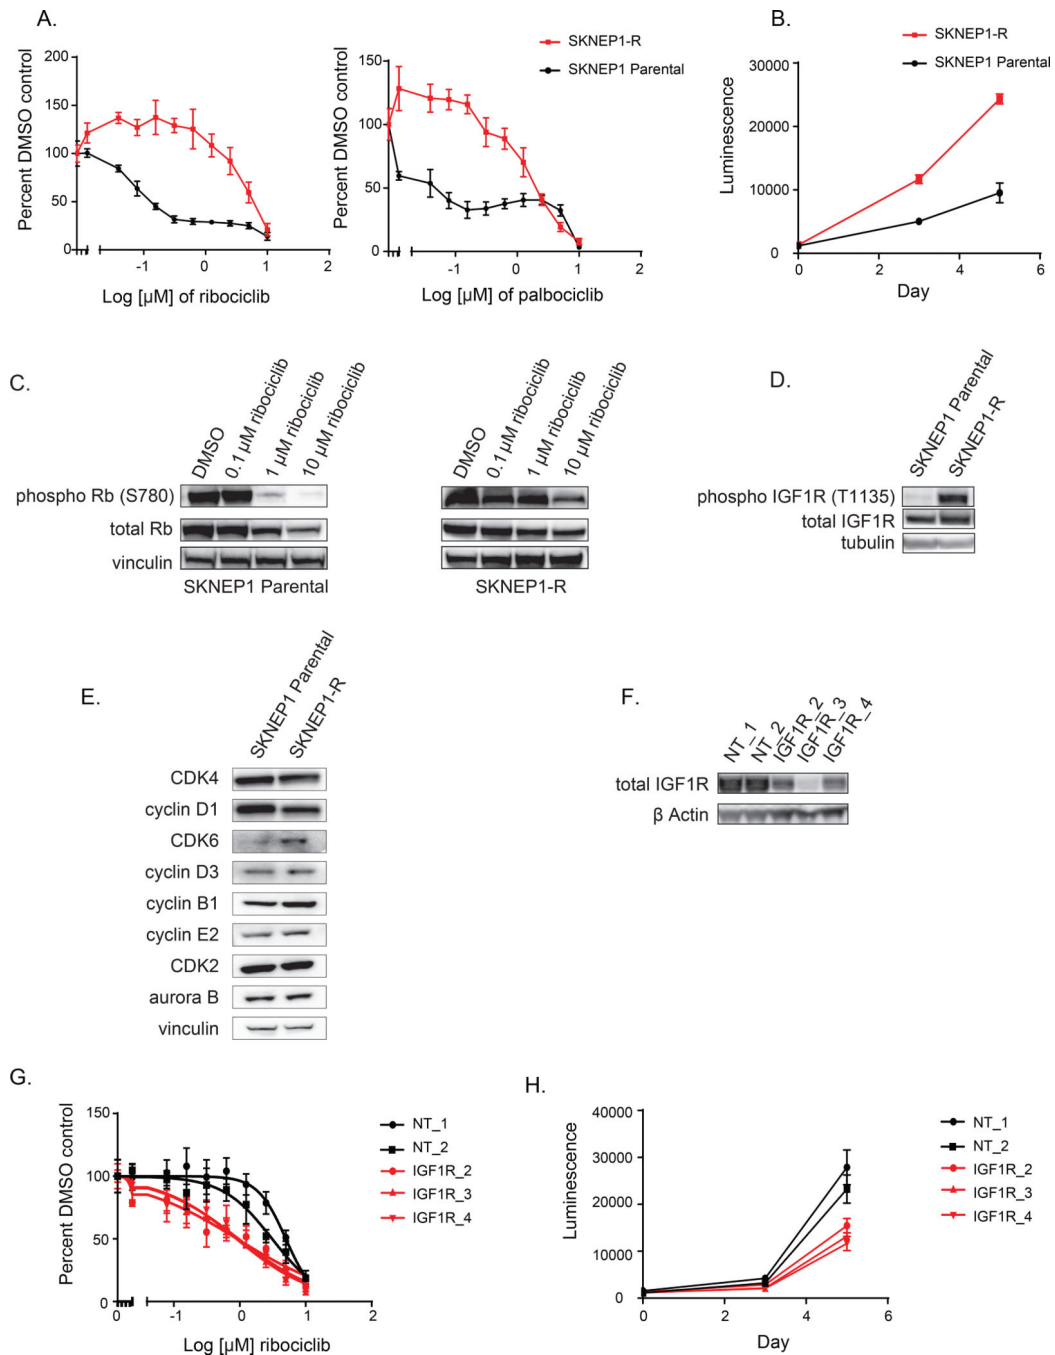 A.
SKNEP1-R
SKNEP1 Parental
Percent DMSO control
200
150
100
50
0
-1
0
1
2
Log [µM] of ribociclib
Percent DMSO control
150
100
50
0
-1
0
1
2
Log [µM] of palbociclib
B.
SKNEP1-R
SKNEP1 Parental
Luminescence
30000
20000
10000
0
0
2
4
6
Day
C.
DMSO
0.1 µM ribociclib
1 µM ribociclib
10 µM ribociclib
phospho Rb (S780)
total Rb
vinculin
SKNEP1 Parental
DMSO
0.1 µM ribociclib
1 µM ribociclib
10 µM ribociclib
SKNEP1-R
D.
SKNEP1 Parental
SKNEP1-R
phospho IGF1R (T1135)
total IGF1R
tubulin
E.
SKNEP1 Parental
SKNEP1-R
CDK4
cyclin D1
CDK6
cyclin D3
cyclin B1
cyclin E2
CDK2
aurora B
vinculin
F.
NT_1
NT_2
IGF1R_2
IGF1R_3
IGF1R_4
total IGF1R
β Actin
G.
Percent DMSO control
150
100
50
0
0
-1
0
1
2
Log [µM] ribociclib
NT_1
NT_2
IGF1R_2
IGF1R_3
IGF1R_4
H.
Luminescence
40000
30000
20000
10000
0
0
2
4
6
Day
NT_1
NT_2
IGF1R_2
IGF1R_3
IGF1R_4